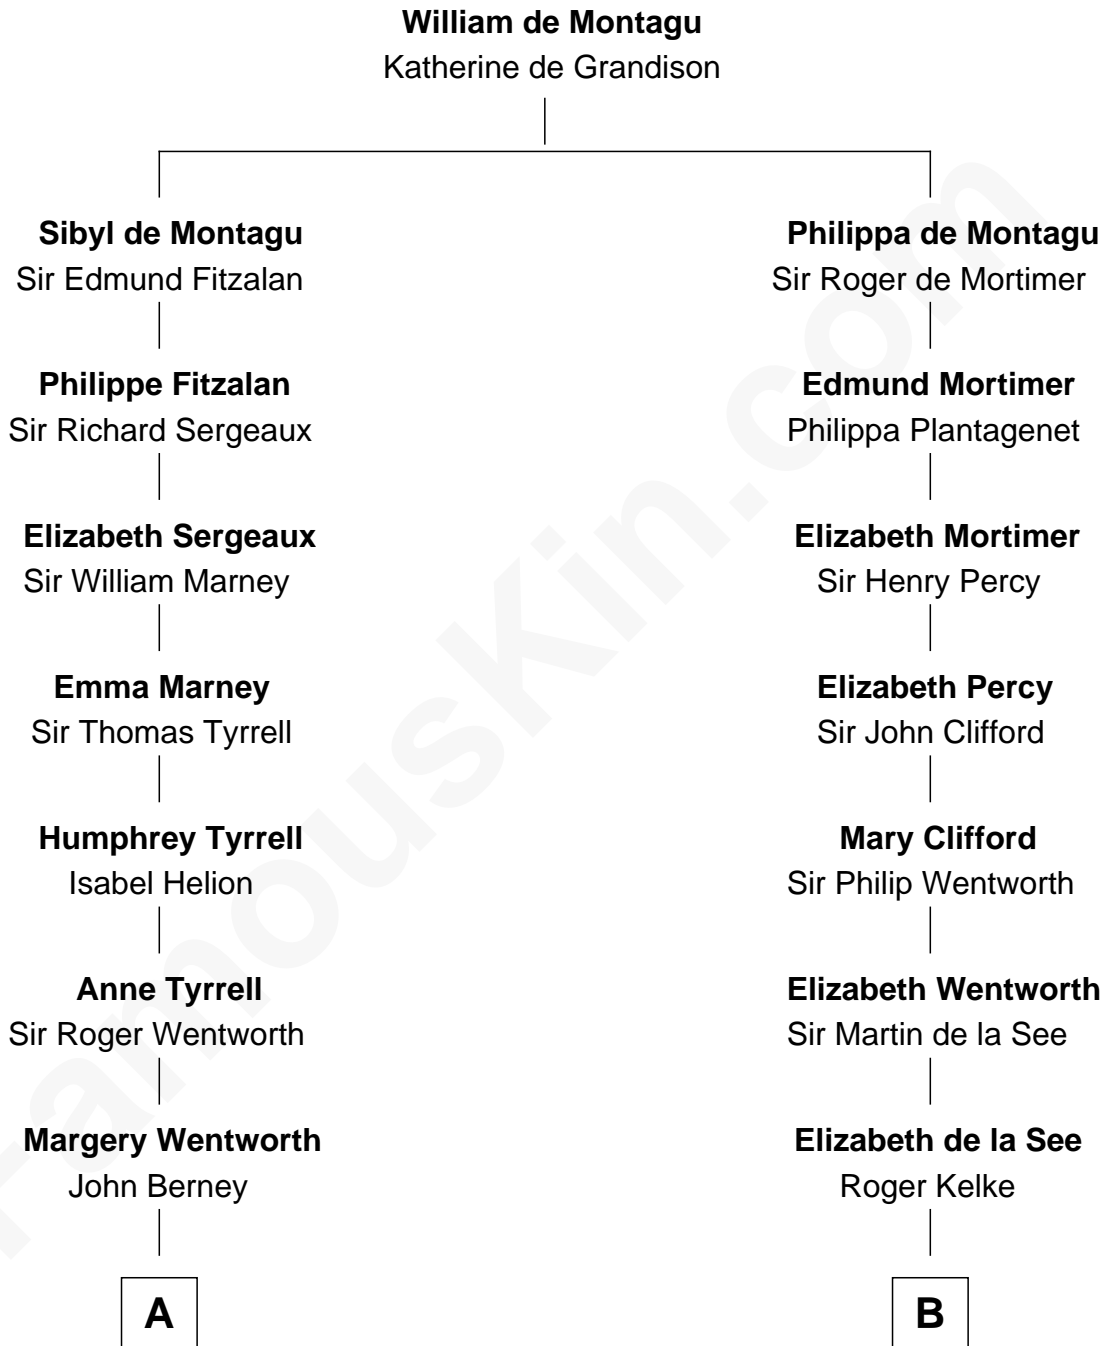 William de Montagu
Katherine de Grandison
Sibyl de Montagu
Sir Edmund Fitzalan
Philippa de Montagu
Sir Roger de Mortimer
Philippe Fitzalan
Sir Richard Sergeaux
Edmund Mortimer
Philippa Plantagenet
Elizabeth Sergeaux
Sir William Marney
Elizabeth Mortimer
Sir Henry Percy
Emma Marney
Sir Thomas Tyrrell
Elizabeth Percy
Sir John Clifford
Humphrey Tyrrell
Isabel Helion
Mary Clifford
Sir Philip Wentworth
Anne Tyrrell
Sir Roger Wentworth
Elizabeth Wentworth
Sir Martin de la See
Margery Wentworth
John Berney
Elizabeth de la See
Roger Kelke
A
B
FamousKin.com